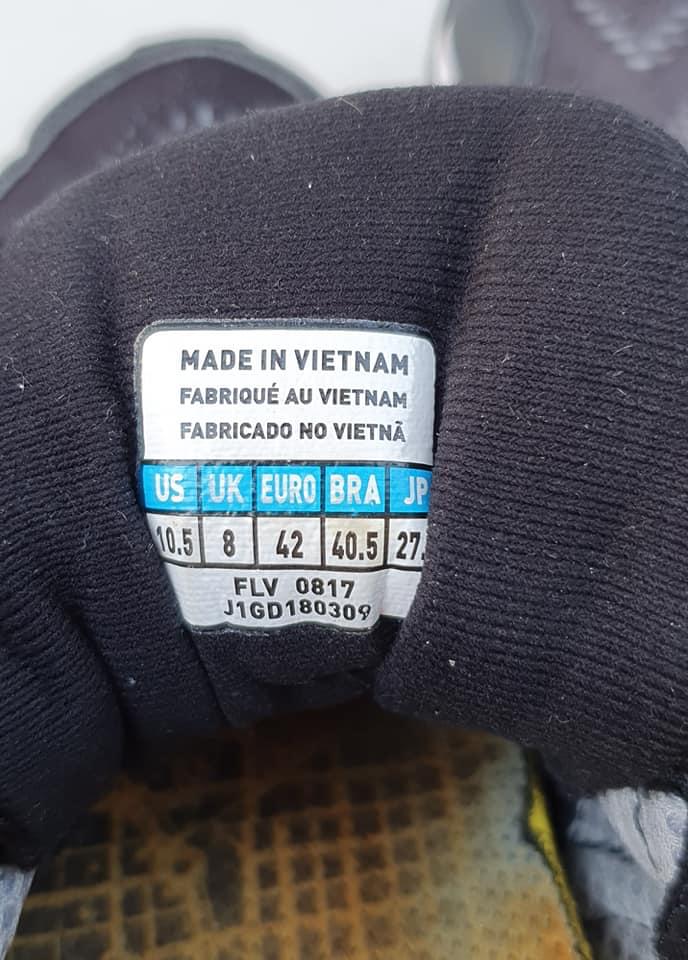 MADE IN VIETNAM
FABRIQUÉ AU VIETNAM
FABRICADO NO VIETNÃ
US UK EURO BRA JP
10.5 8 42 40.5 27.
FLV 0817
J1GD180309